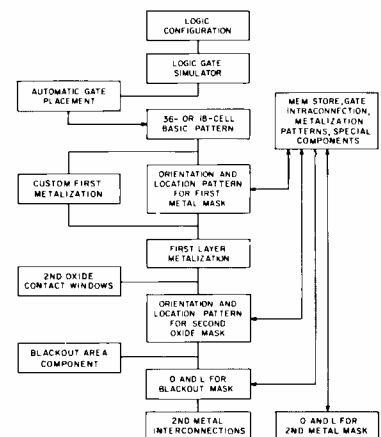 LOGIC
CONFIGURATION
LOGIC GATE
SIMULATOR
AUTOMATIC GATE
PLACEMENT
36- OR 18-CELL
BASIC PATTERN
MEM STORE, GATE
INTRACONNECTION,
METALIZATION
PATTERNS, SPECIAL
COMPONENTS
CUSTOM FIRST
METALIZATION
ORIENTATION AND
LOCATION PATTERN
FOR FIRST
METAL MASK
FIRST LAYER
METALIZATION
2ND OXIDE
CONTACT WINDOWS
ORIENTATION AND
LOCATION PATTERN
FOR SECOND
OXIDE MASK
BLACKOUT AREA
COMPONENT
O AND L FOR
BLACKOUT MASK
2ND METAL
INTERCONNECTIONS
O AND L FOR
2ND METAL MASK